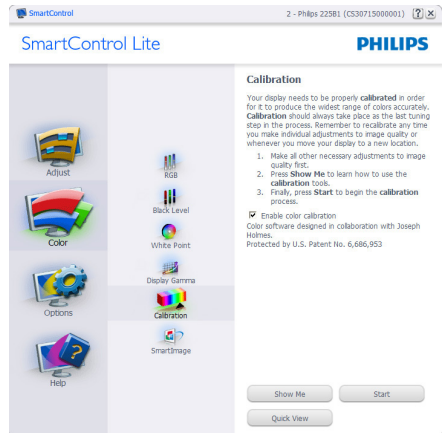 SmartControl
2 - Philips 225B1 (CS30715000001)
SmartControl Lite
PHILIPS
Adjust
Color
Options
Help
RGB
Black Level
White Point
Display Gamma
Calibration
SmartImage
Calibration
Your display needs to be properly calibrated in order
for it to produce the widest range of colors accurately.
Calibration should always take place as the last tuning
step in the process. Remember to recalibrate any time
you make individual adjustments to image quality or
whenever you move your display to a new location.
1. Make all other necessary adjustments to image
quality first.
2. Press Show Me to learn how to use the
calibration tools.
3. Finally, press Start to begin the calibration
process.
Enable color calibration
Color software designed in collaboration with Joseph
Holmes.
Protected by U.S. Patent No. 6,686,953
Show Me
Start
Quick View